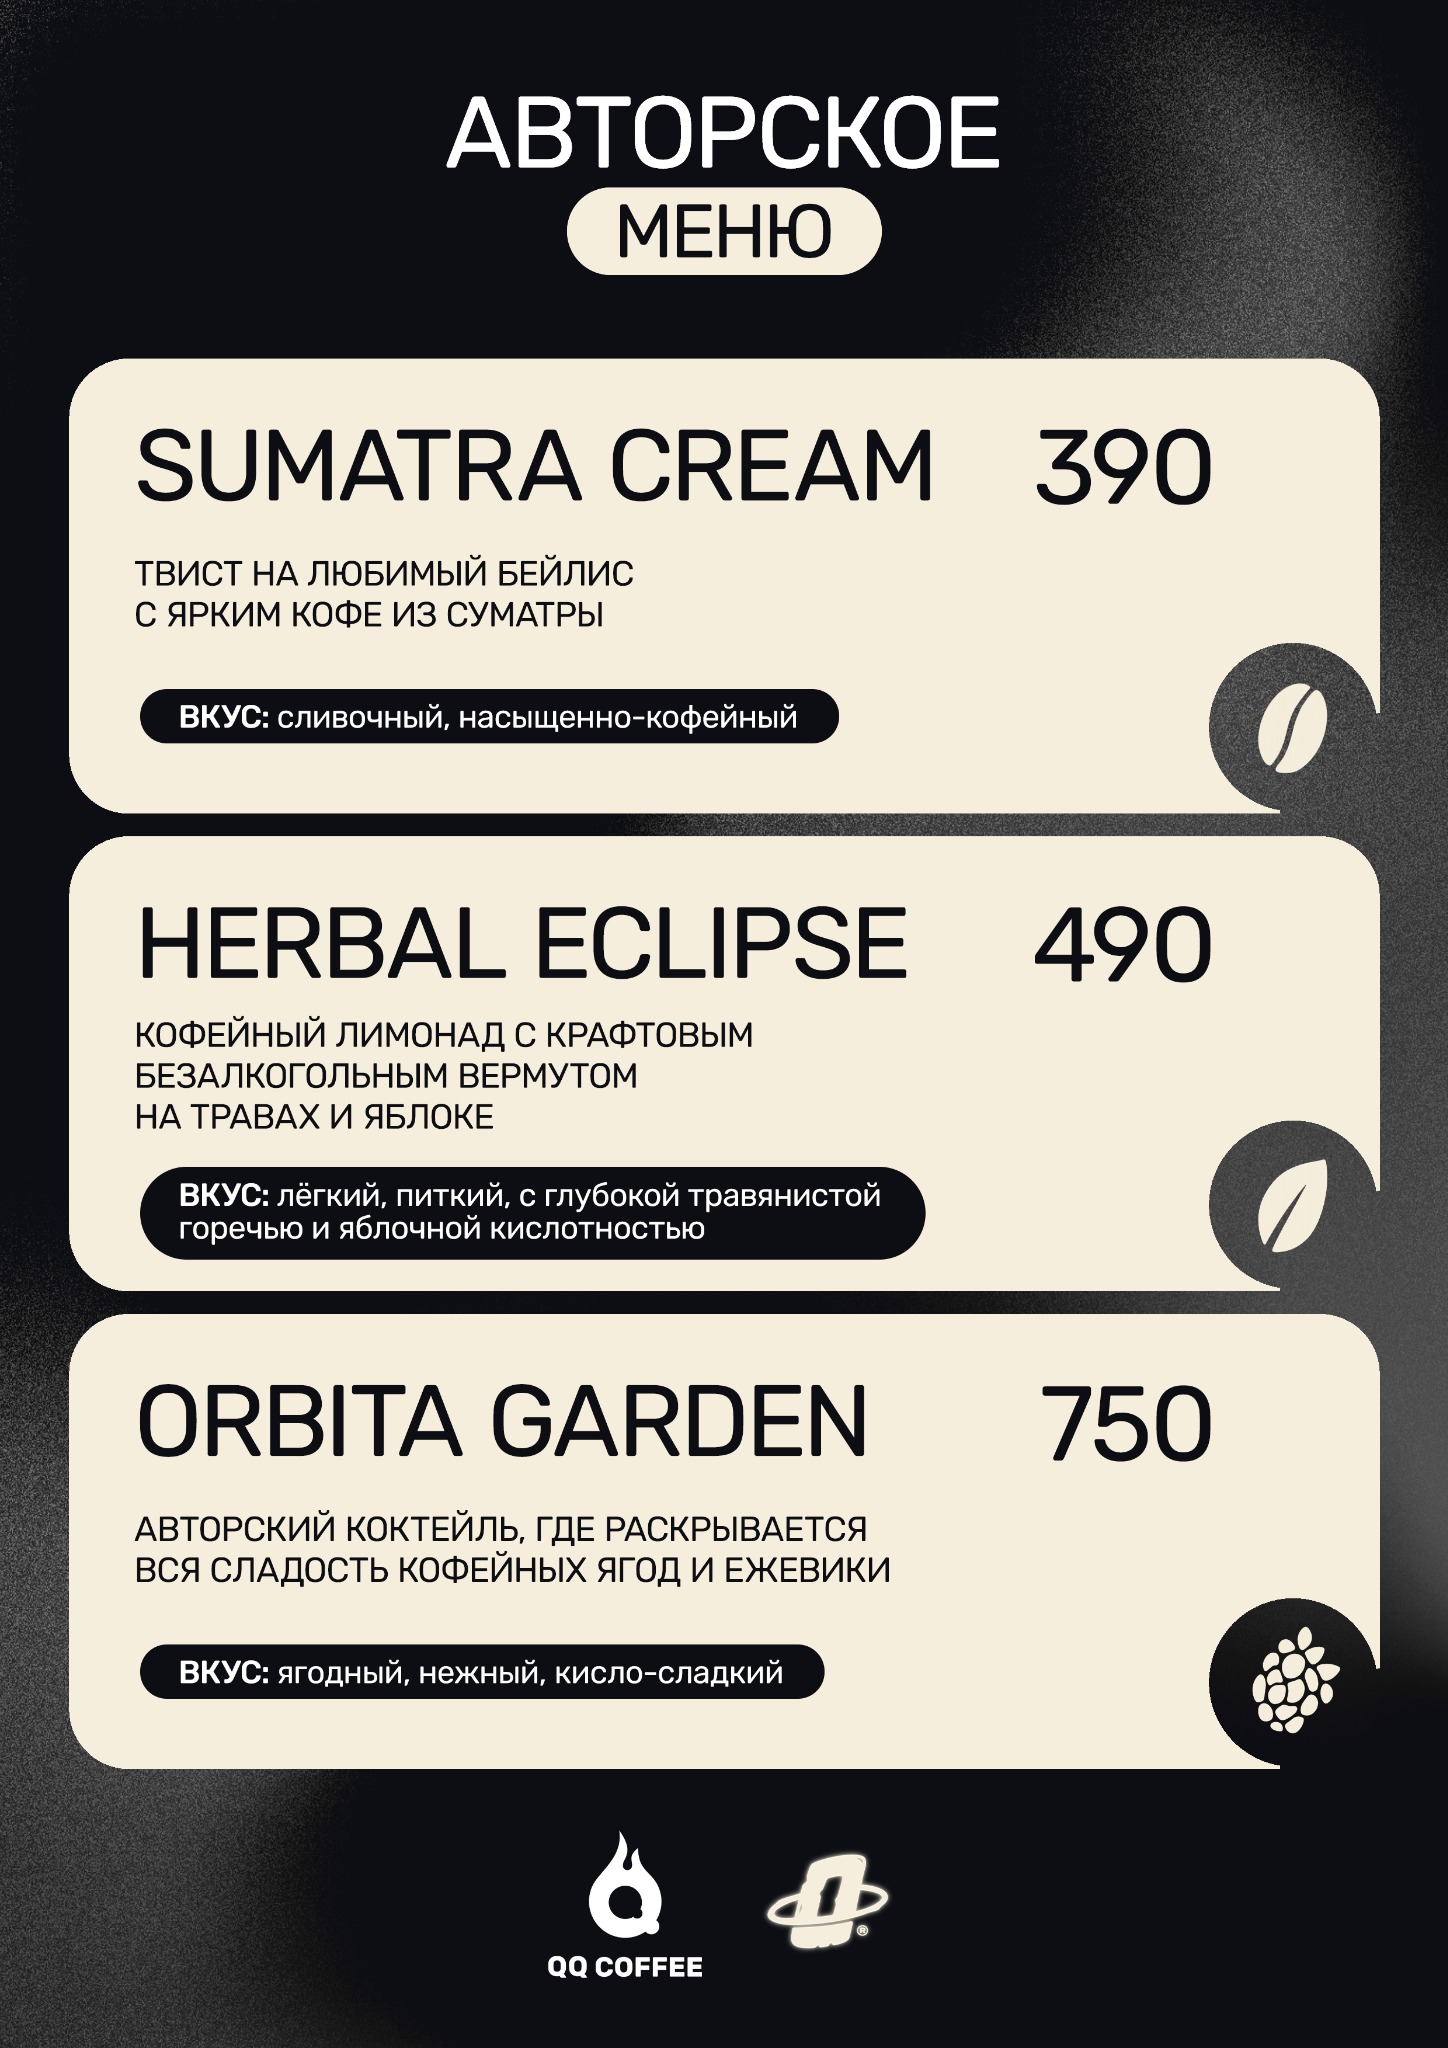 АВТОРСКОЕ
МЕНЮ
SUMATRA CREAM 390
ТВИСТ НА ЛЮБИМЫЙ БЕЙЛИС
С ЯРКИМ КОФЕ ИЗ СУМАТРЫ
ВКУС: сливочный, насыщенно-кофейный
HERBAL ECLIPSE 490
КОФЕЙНЫЙ ЛИМОНАД С КРАФТОВЫМ
БЕЗАЛКОГОЛЬНЫМ ВЕРМУТОМ
НА ТРАВАХ И ЯБЛОКЕ
ВКУС: лёгкий, питкий, с глубокой травянистой
горечью и яблочной кислотностью
ORBITA GARDEN 750
АВТОРСКИЙ КОКТЕЙЛЬ, ГДЕ РАСКРЫВАЕТСЯ
ВСЯ СЛАДОСТЬ КОФЕЙНЫХ ЯГОД И ЕЖЕВИКИ
ВКУС: ягодный, нежный, кисло-сладкий
®
QQ COFFEE